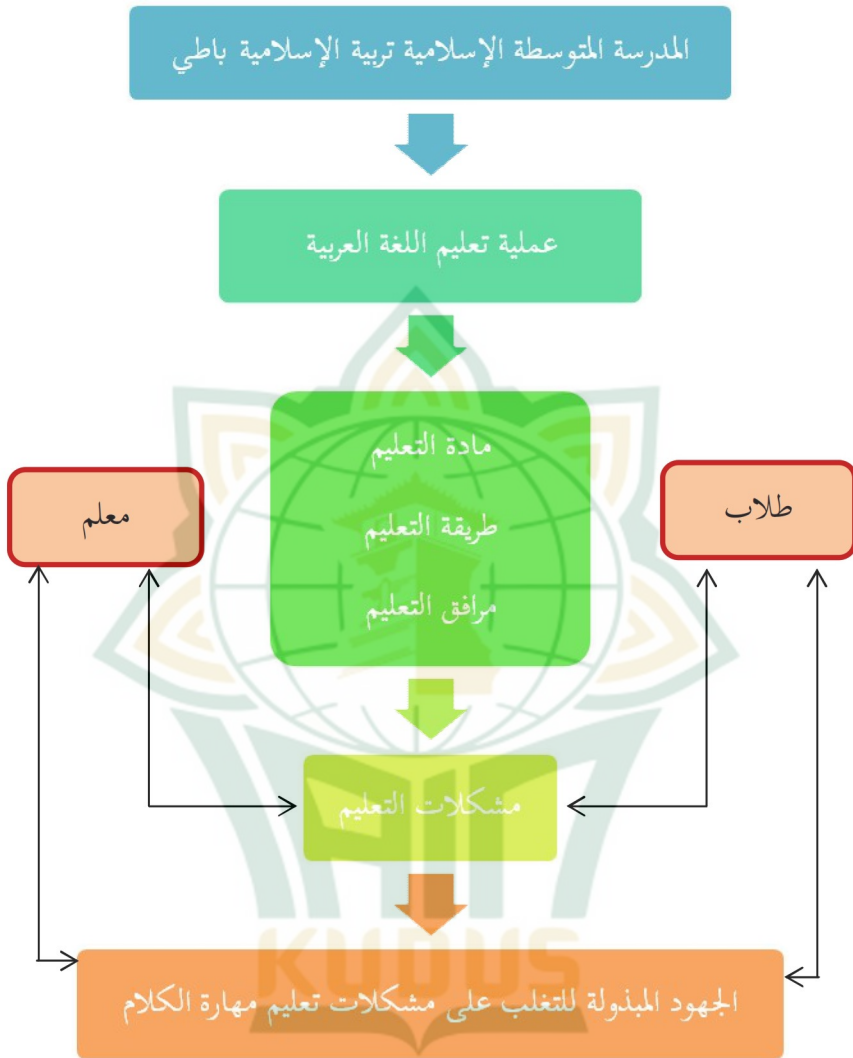 المدرسة المتوسطة الإسلامية تربية الإسلامية باطي
عملية تعليم اللغة العربية
مادة التعليم
طلاب
معلم
طريقة التعليم
مرافق التعليم
مشكلات التعليم
الجهود المبذولة للتغلب على مشكلات تعليم مهارة الكلام
IAIN
KUDUS